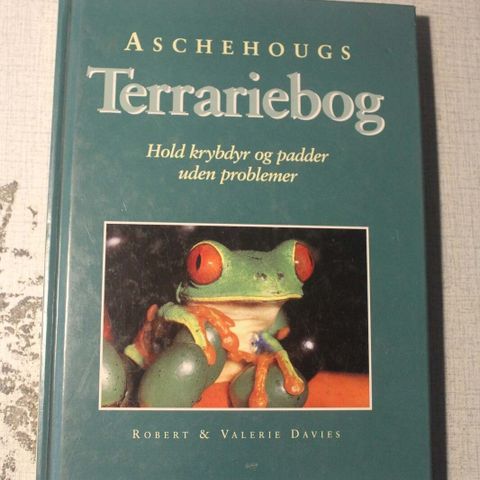 ASCHEHOUGS
Terrariebog
Hold krybdyr og padder
uden problemer
ROBERT & VALERIE DAVIES